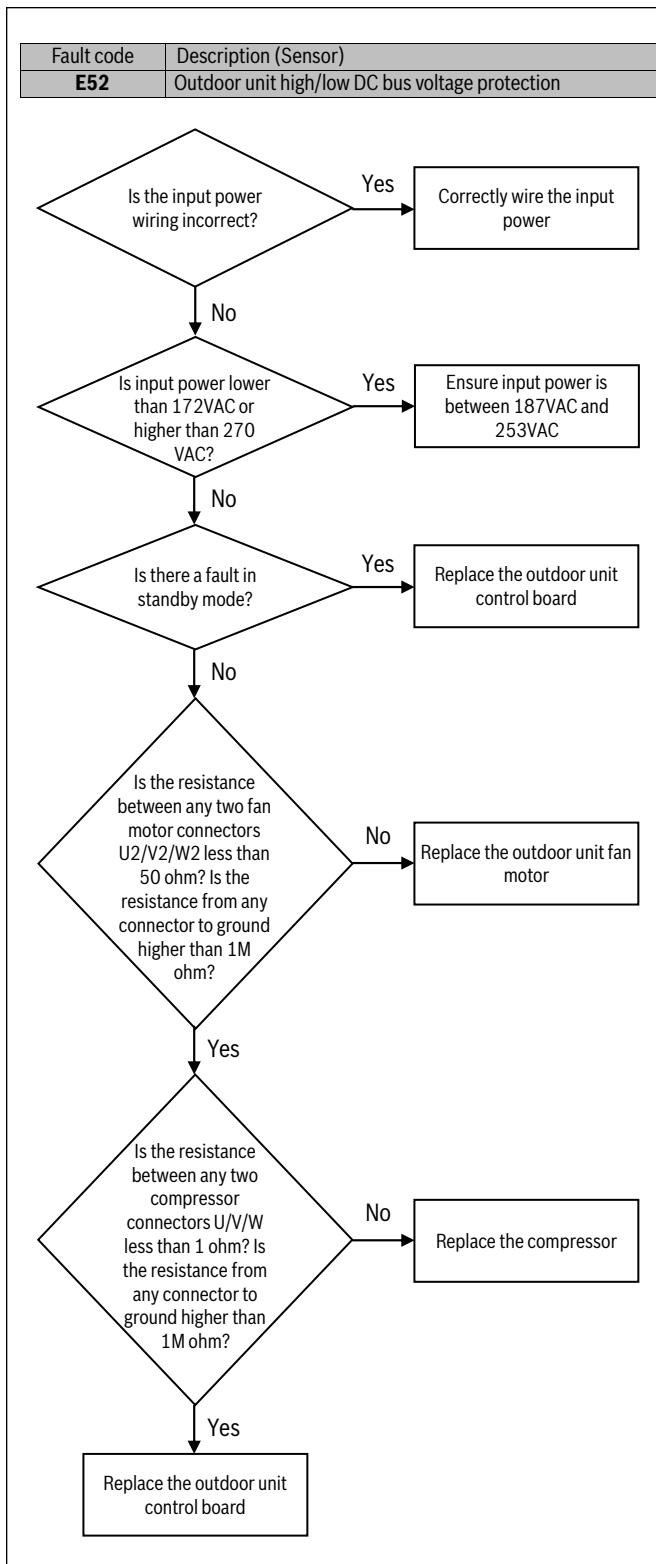 Fault code Description (Sensor)
E52 Outdoor unit high/low DC bus voltage protection
Is the input power
wiring incorrect?
Yes
Correctly wire the input
power
No
Is input power lower
than 172VAC or
higher than 270
VAC?
Yes
Ensure input power is
between 187VAC and
253VAC
No
Is there a fault in
standby mode?
Yes
Replace the outdoor unit
control board
No
Is the resistance
between any two fan
motor connectors
U2/V2/W2 less than
50 ohm? Is the
resistance from any
connector to ground
higher than 1M
ohm?
No
Replace the outdoor unit fan
motor
Yes
Is the resistance
between any two
compressor
connectors U/V/W
less than 1 ohm? Is
the resistance from
any connector to
ground higher than
1M ohm?
No
Replace the compressor
Yes
Replace the outdoor unit
control board